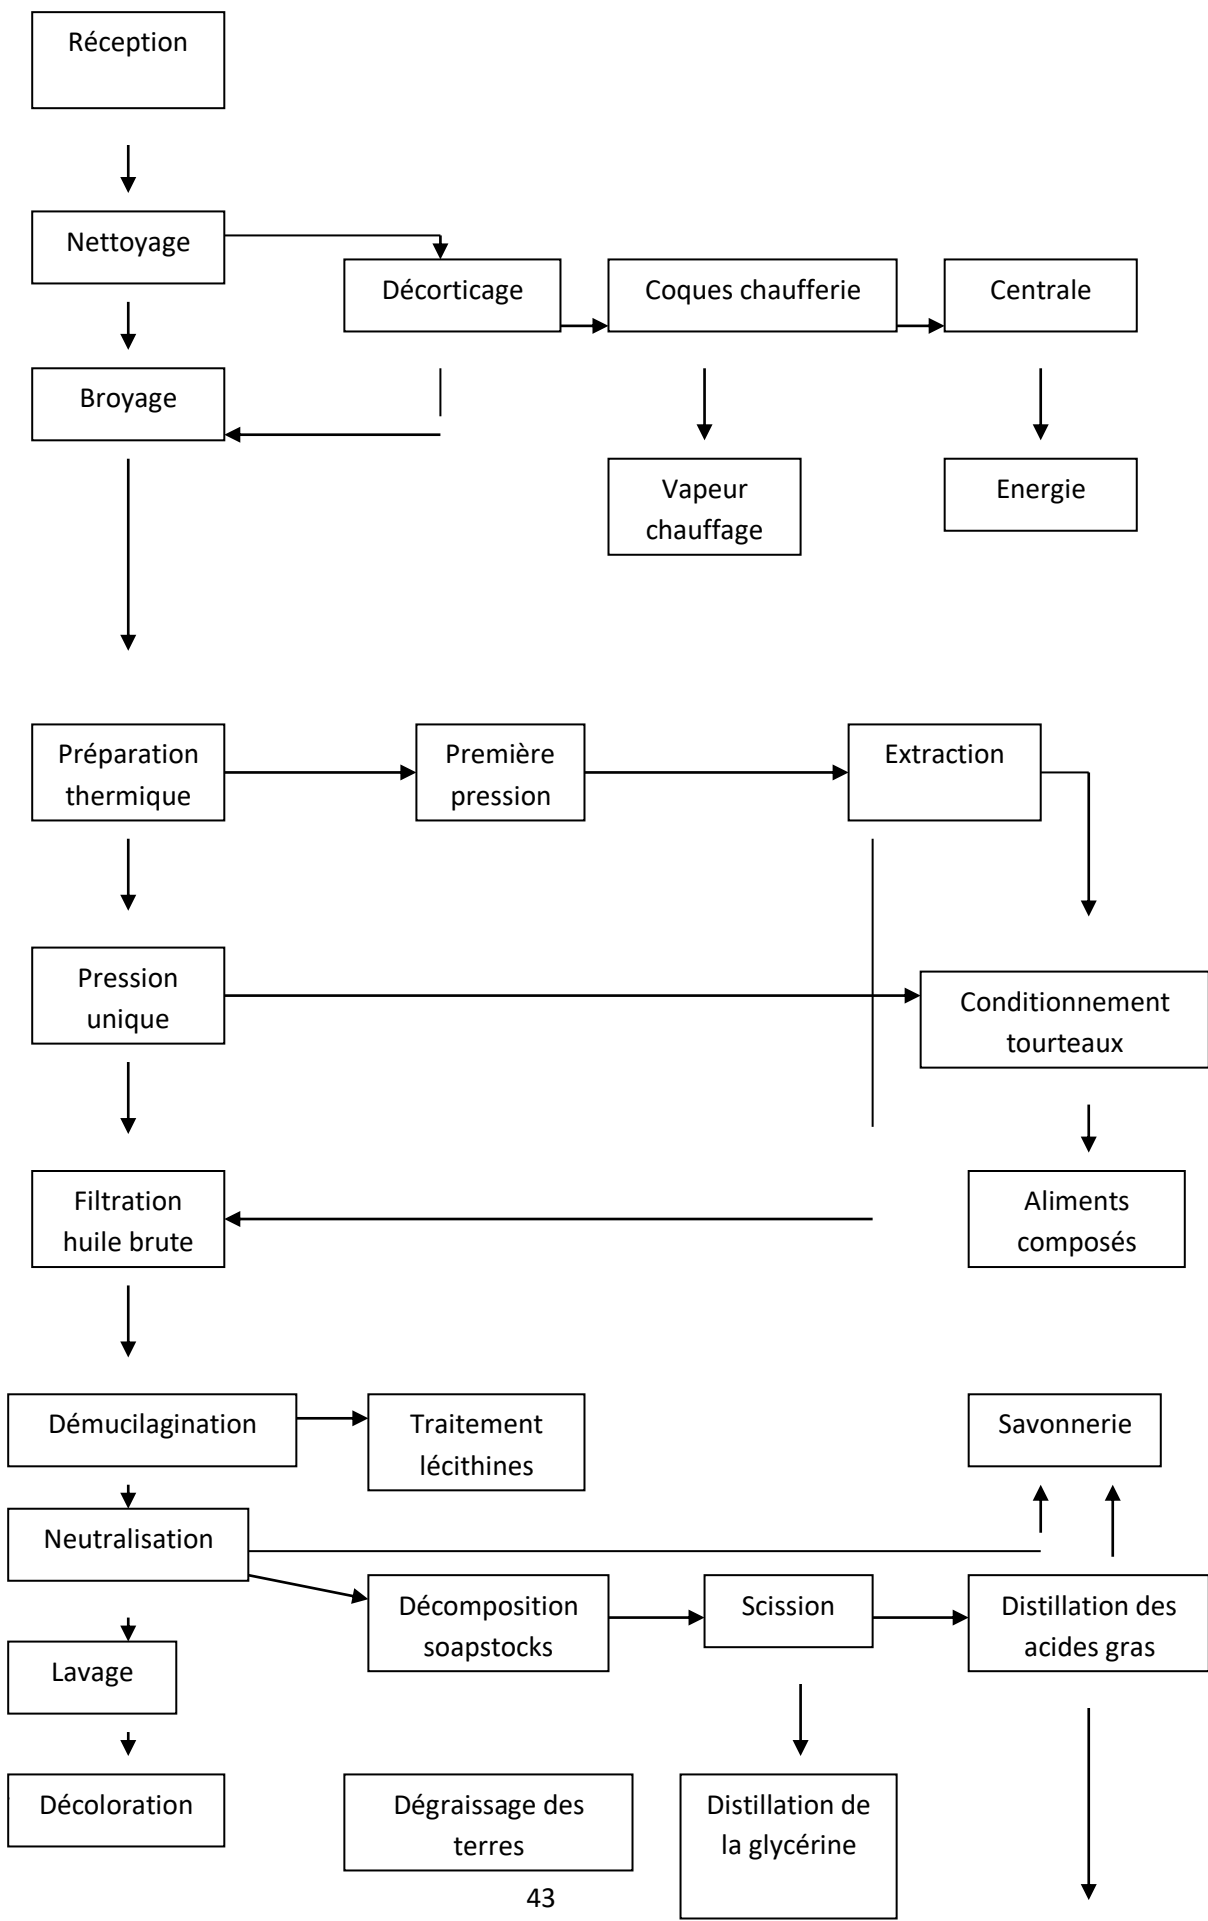 Réception
Nettoyage
Décorticage
Coques chaufferie
Centrale
Broyage
Vapeur
chauffage
Energie
Préparation
thermique
Première
pression
Extraction
Pression
unique
Conditionnement
tourteaux
Filtration
huile brute
Aliments
composés
Démucilagination
Traitement
lécithines
Savonnerie
Neutralisation
Décomposition
soapstocks
Scission
Distillation des
acides gras
Lavage
Décoloration
Dégraissage des
terres
Distillation de
la glycérine
43